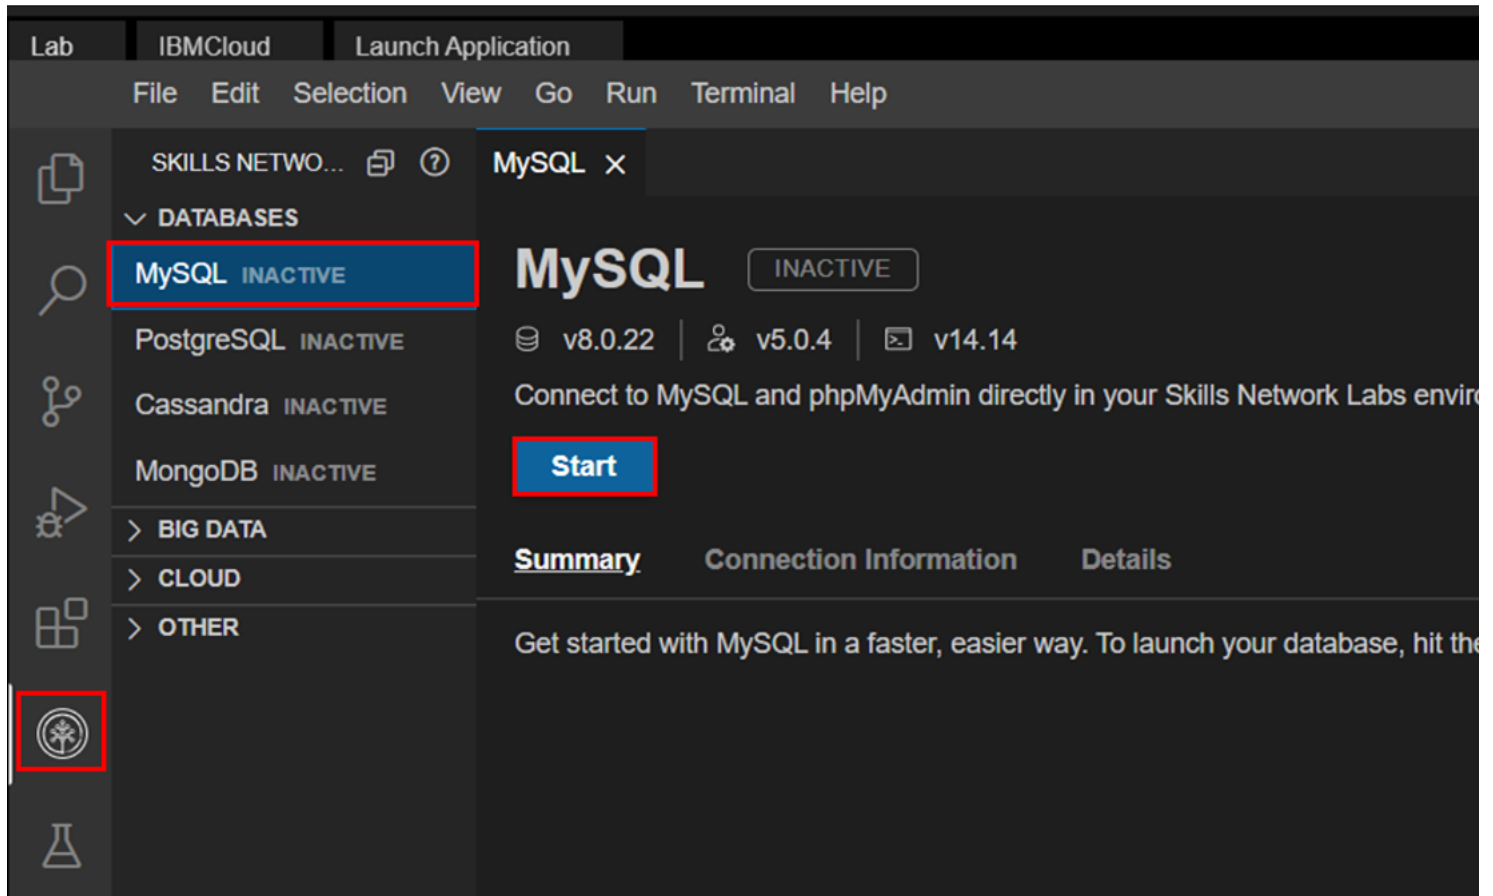 Lab IBMCloud Launch Application
File Edit Selection View Go Run Terminal Help
SKILLS NETWO...
MySQL
DATABASES
MySQL INACTIVE
PostgreSQL INACTIVE
Cassandra INACTIVE
MongoDB INACTIVE
BIG DATA
CLOUD
OTHER
MySQL INACTIVE
v8.0.22 v5.0.4 v14.14
Connect to MySQL and phpMyAdmin directly in your Skills Network Labs enviro
Start
Summary Connection Information Details
Get started with MySQL in a faster, easier way. To launch your database, hit the